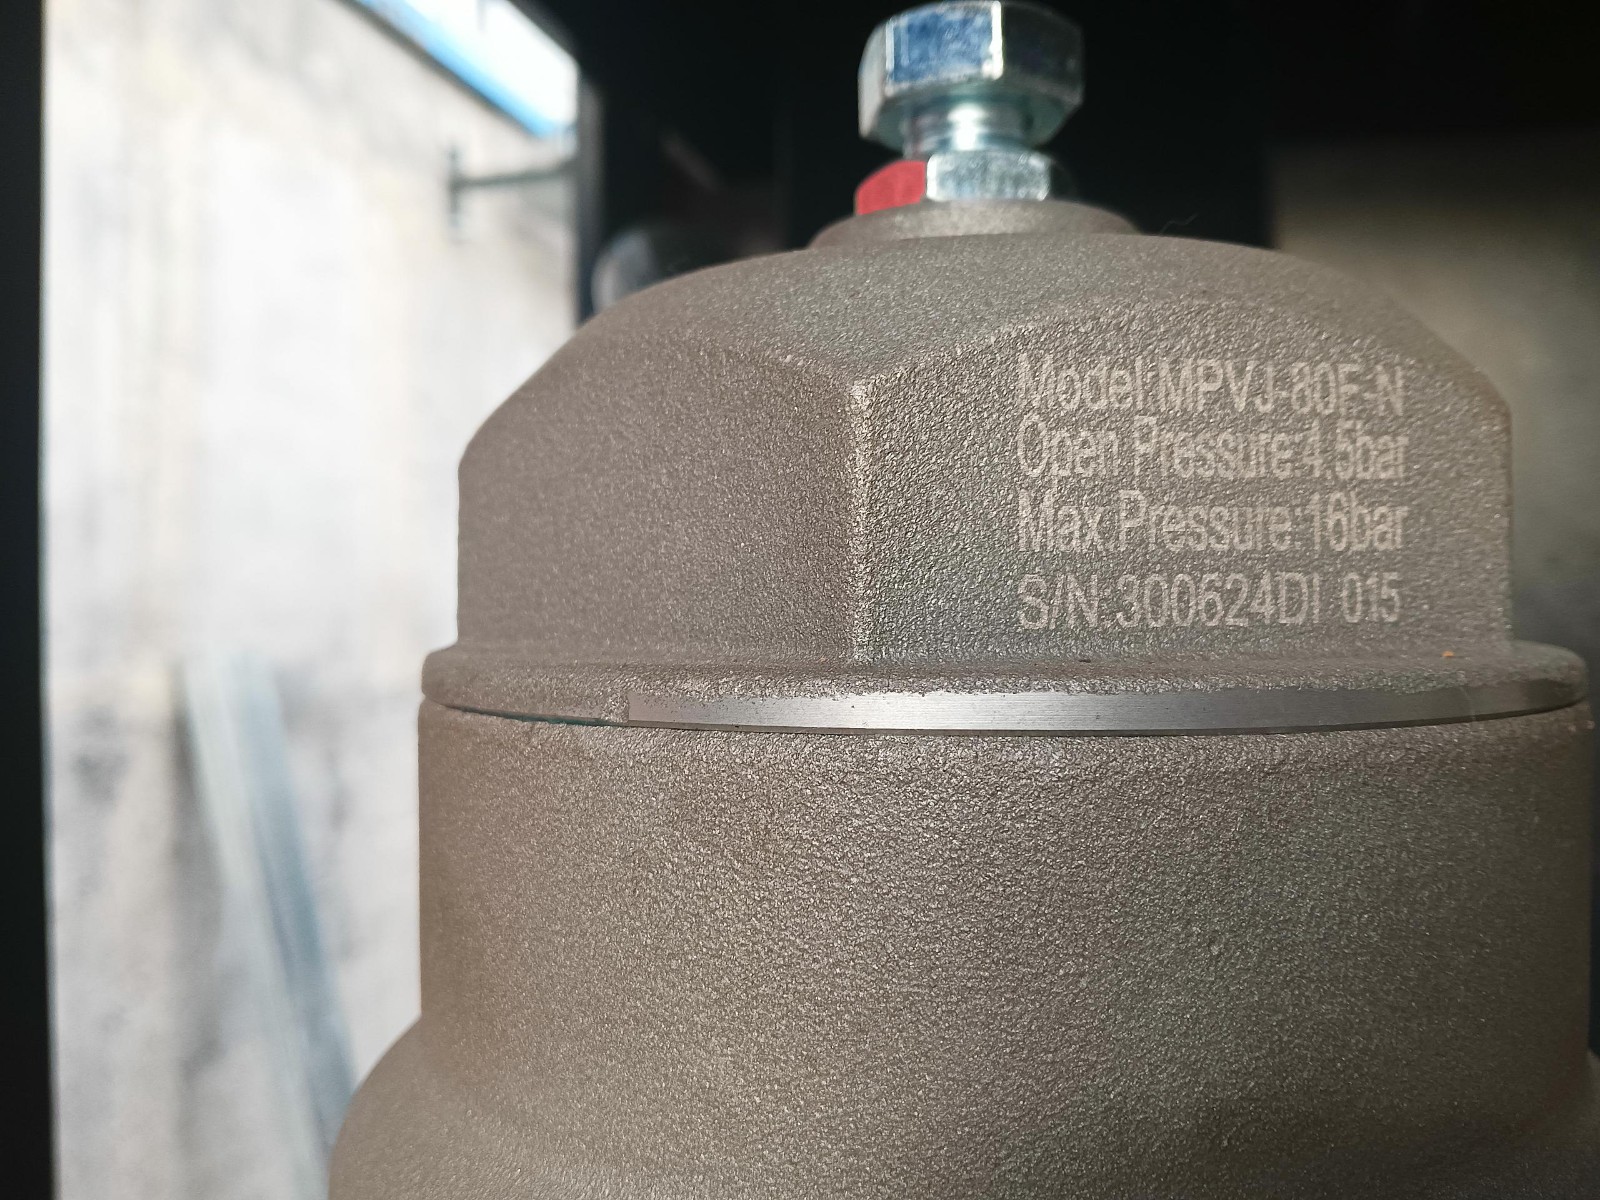 Model:MPVJ-80F-N
Open Pressure:4.5bar
Max.Pressure:16bar
S/N.300624DI 015